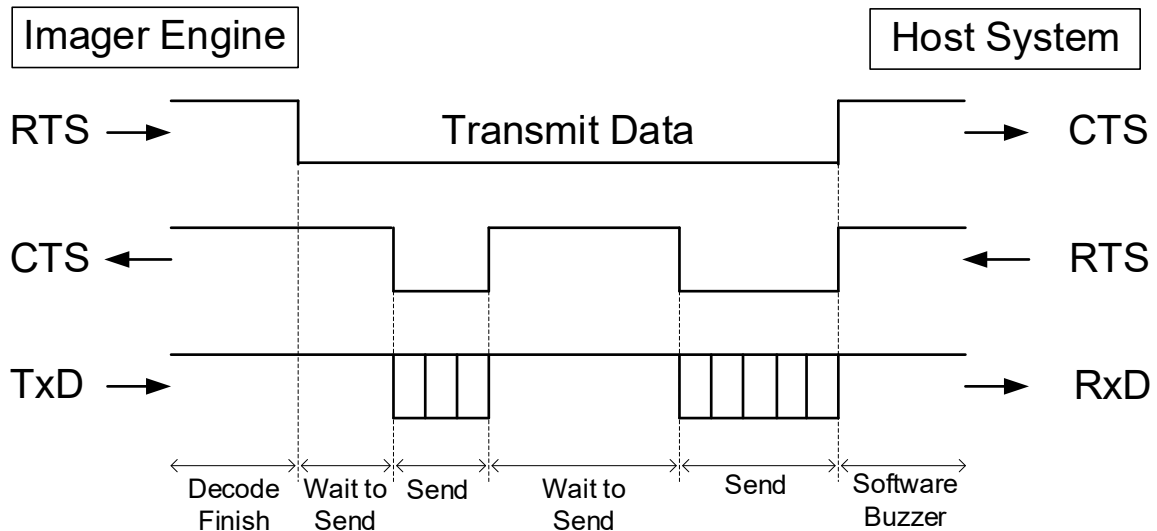 Imager Engine
Host System
RTS
Transmit Data
CTS
CTS
RTS
TxD
RxD
Decode
Finish
Wait to
Send
Send
Wait to
Send
Send
Software
Buzzer